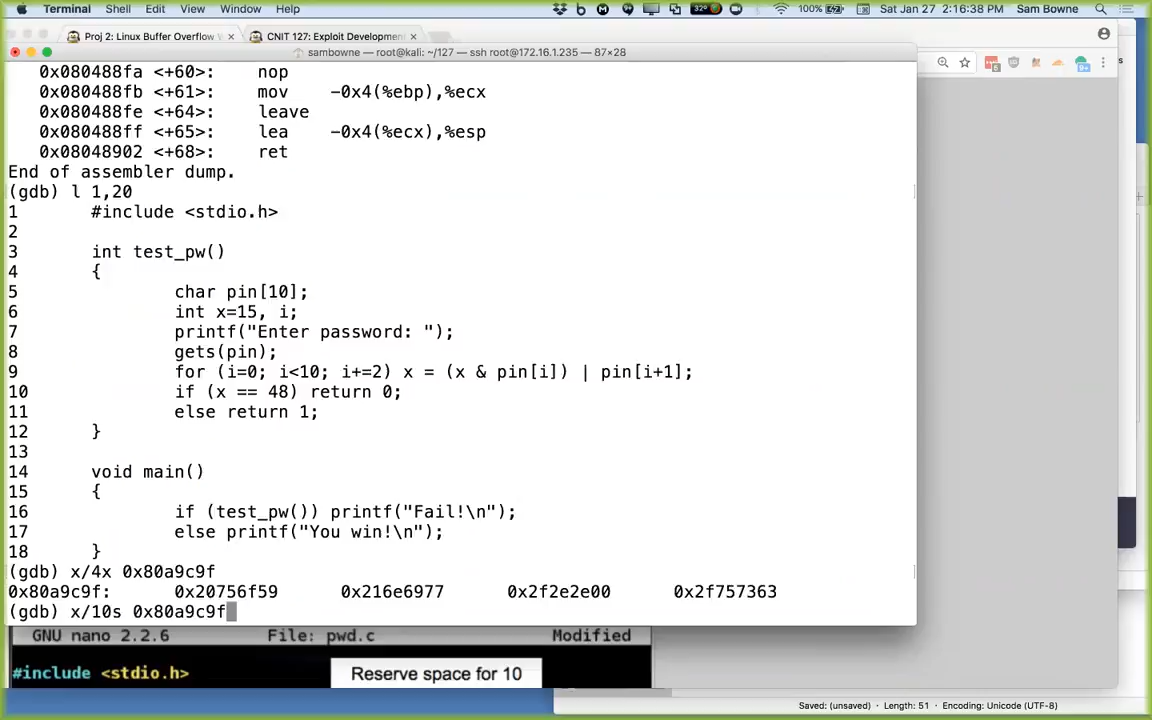 Terminal Shell Edit View Window Help 32° 100% Sat Jan 27 2:16:38 PM Sam Bowne
Proj 2: Linux Buffer Overflow × CNIT 127: Exploit Developmen ×
sambowne — root@kali: ~/127 — ssh root@172.16.1.235 — 87×28
0x080488fa <+60>: nop
0x080488fb <+61>: mov -0x4(%ebp),%ecx
0x080488fe <+64>: leave
0x080488ff <+65>: lea -0x4(%ecx),%esp
0x08048902 <+68>: ret
End of assembler dump.
(gdb) l 1,20
1 #include <stdio.h>
2
3 int test_pw()
4 {
5 char pin[10];
6 int x=15, i;
7 printf("Enter password: ");
8 gets(pin);
9 for (i=0; i<10; i+=2) x = (x & pin[i]) | pin[i+1];
10 if (x == 48) return 0;
11 else return 1;
12 }
13
14 void main()
15 {
16 if (test_pw()) printf("Fail!\n");
17 else printf("You win!\n");
18 }
(gdb) x/4x 0x80a9c9f
0x80a9c9f: 0x20756f59 0x216e6977 0x2f2e2e00 0x2f757363
(gdb) x/10s 0x80a9c9f
GNU nano 2.2.6 File: pwd.c Modified
#include <stdio.h>
Reserve space for 10
Saved: (unsaved) • Length: 51 • Encoding: Unicode (UTF-8)